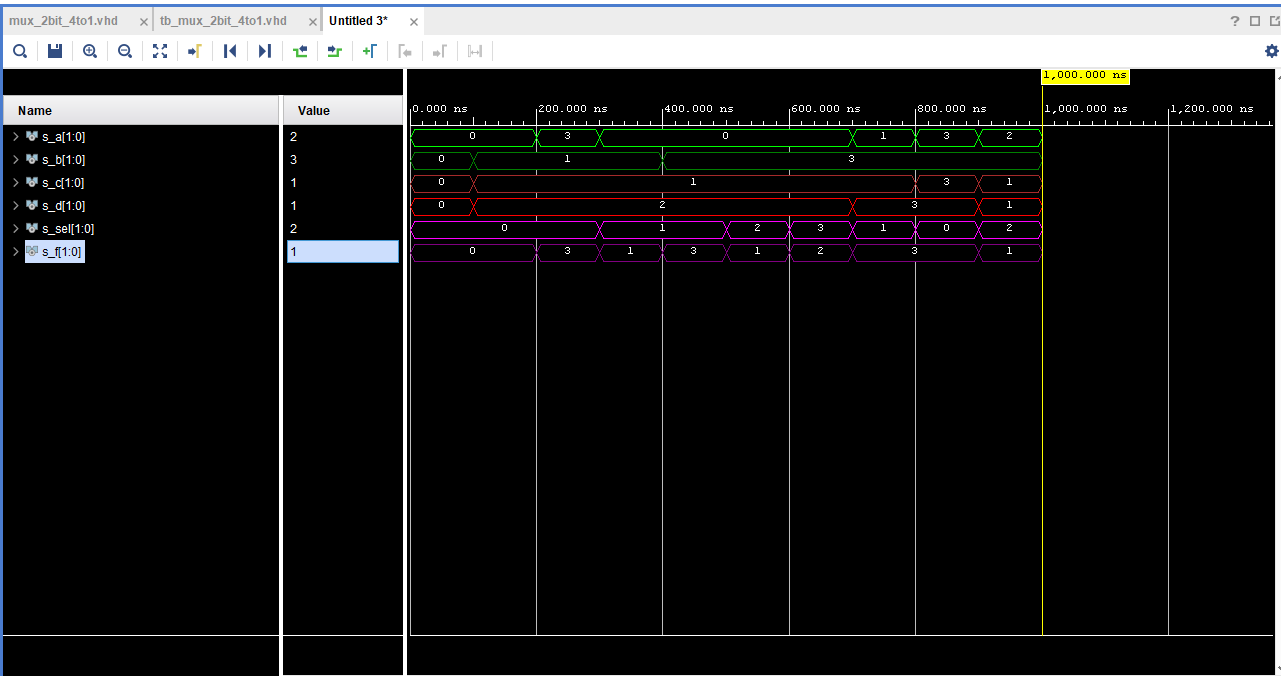 mux_2bit_4to1.vhd × tb_mux_2bit_4to1.vhd × Untitled 3* × ?
1,000.000 ns
Name Value 0.000 ns 200.000 ns 400.000 ns 600.000 ns 800.000 ns 1,000.000 ns 1,200.000 ns
s_a[1:0] 2 0 3 0 1 3 2
s_b[1:0] 3 0 1 3
s_c[1:0] 1 0 1 3 1
s_d[1:0] 1 0 2 3 1
s_sel[1:0] 2 0 1 2 3 1 0 2
s_f[1:0] 1 0 3 1 3 1 2 3 1